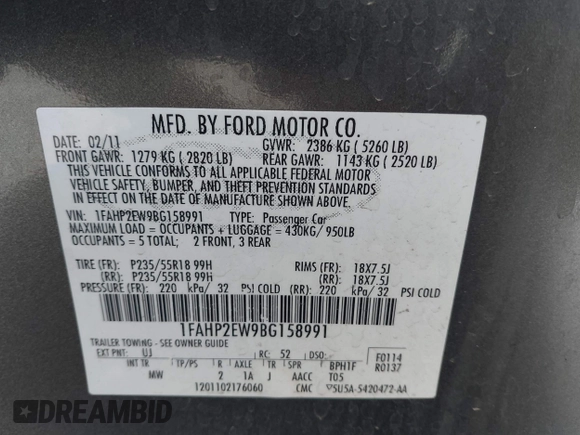 MFD. BY FORD MOTOR CO.
DATE: 02/11 GVWR: 2386 KG ( 5260 LB)
FRONT GAWR: 1279 KG ( 2820 LB) REAR GAWR: 1143 KG ( 2520 LB)
THIS VEHICLE CONFORMS TO ALL APPLICABLE FEDERAL MOTOR
VEHICLE SAFETY, BUMPER, AND THEFT PREVENTION STANDARDS
IN EFFECT ON THE DATE OF MANUFACTURE SHOWN ABOVE.
VIN: 1FAHP2EW9BG158991 TYPE: Passenger Car
MAXIMUM LOAD = OCCUPANTS + LUGGAGE = 430KG/ 950LB
OCCUPANTS = 5 TOTAL; 2 FRONT, 3 REAR
TIRE (FR): P235/55R18 99H RIMS (FR): 18X7.5J
(RR): P235/55R18 99H (RR): 18X7.5J
PRESSURE (FR): 220 kPa/ 32 PSI COLD (RR): 220 kPa/ 32 PSI COLD
1FAHP2EW9BG158991
TRAILER TOWING - SEE OWNER GUIDE
EXT PNT: UJ RC: 52 DSO: F0114
INT TR TP/PS R AXLE TR SPR BPH1F R0137
MW 2 1A J AACC T05
1201102176060 CMC ▽5U5A-5420472-AA
AUTOHELPERBOT.COM